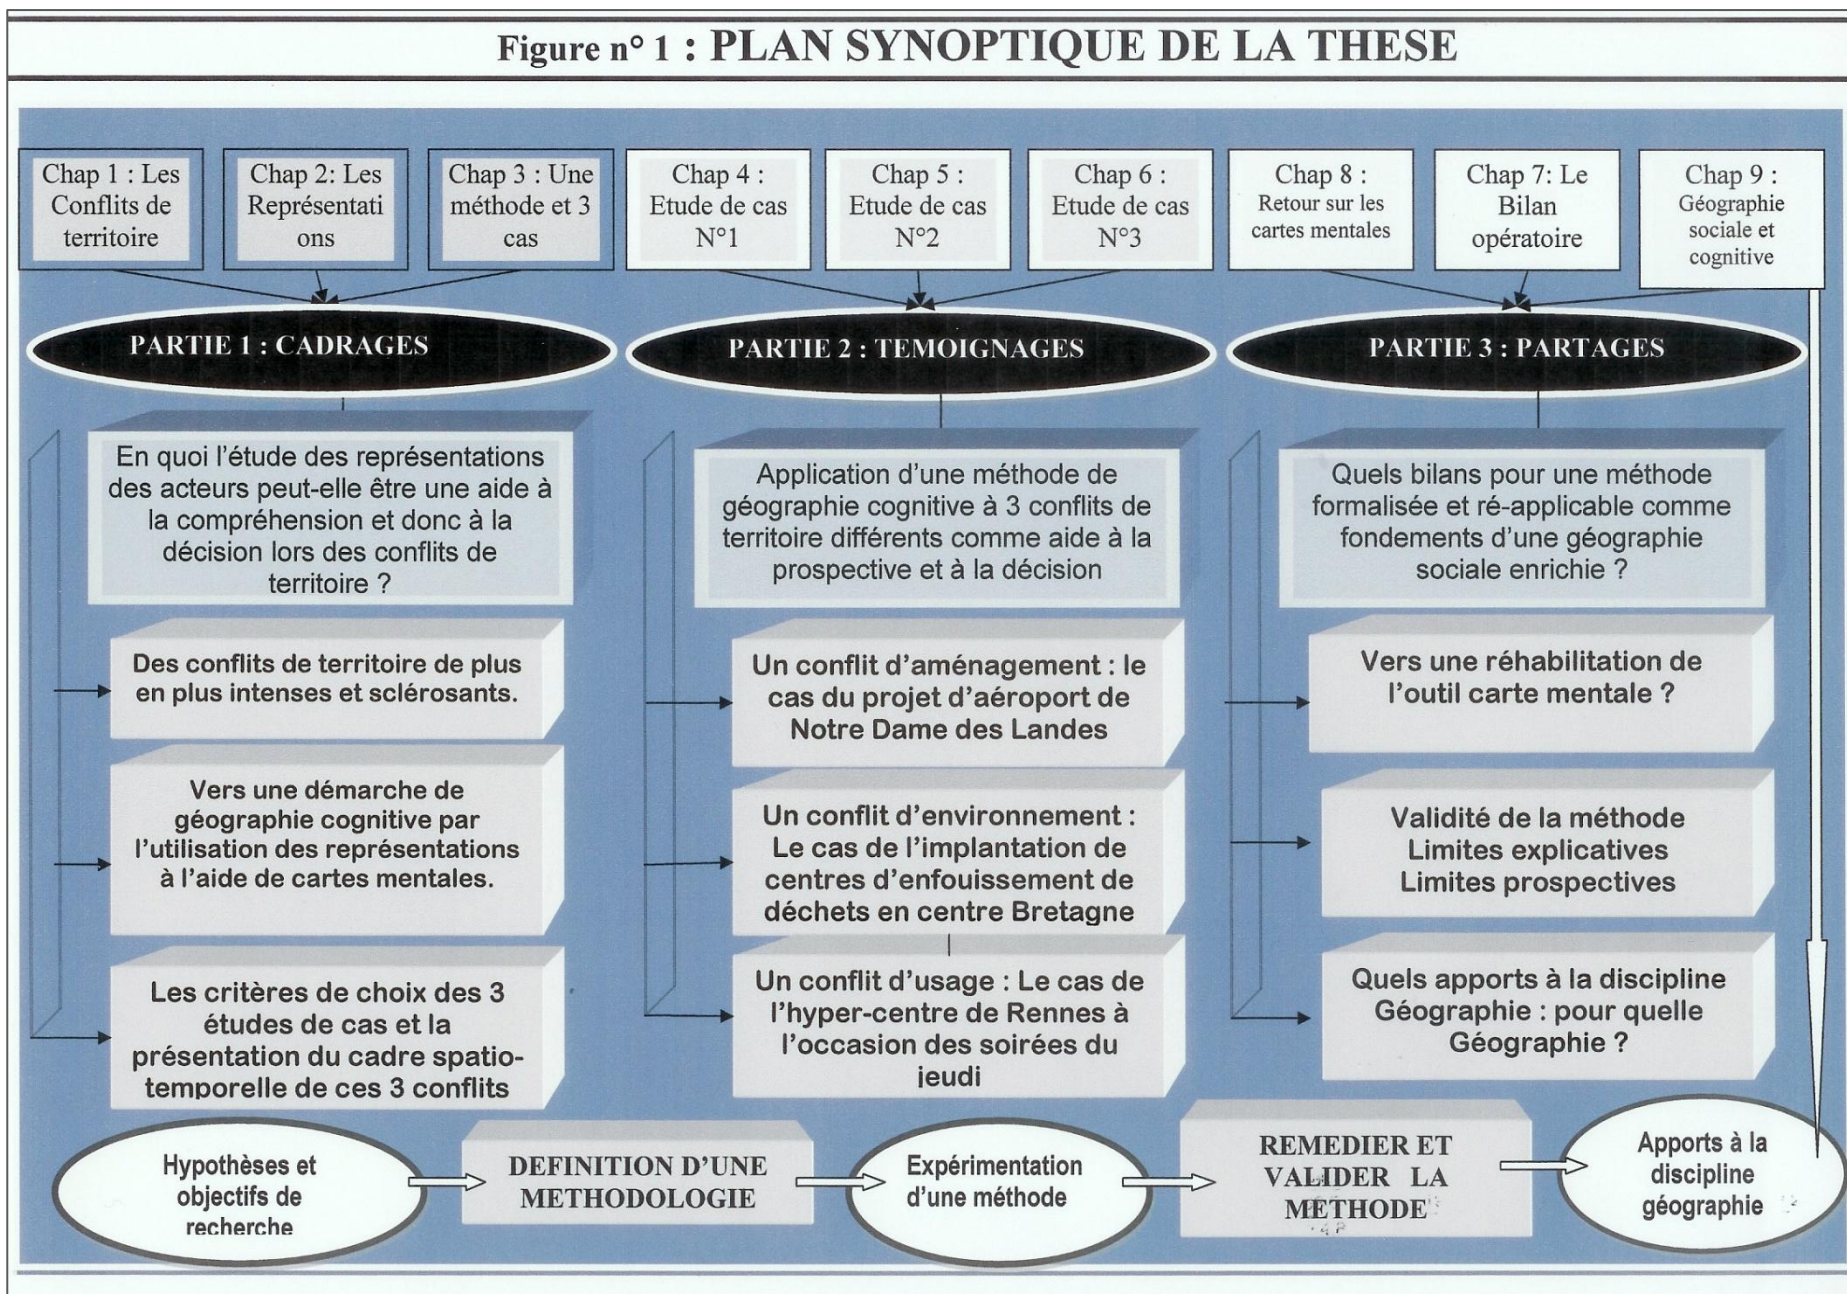 Figure n° 1 : PLAN SYNOPTIQUE DE LA THESE
Chap 1 : Les
Conflits de
territoire
Chap 2: Les
Représentati
ons
Chap 3 : Une
méthode et 3
cas
Chap 4 :
Etude de cas
N°1
Chap 5 :
Etude de cas
N°2
Chap 6 :
Etude de cas
N°3
Chap 8 :
Retour sur les
cartes mentales
Chap 7: Le
Bilan
opératoire
Chap 9 :
Géographie
sociale et
cognitive
PARTIE 1 : CADRAGES
PARTIE 2 : TEMOIGNAGES
PARTIE 3 : PARTAGES
En quoi l'étude des représentations
des acteurs peut-elle être une aide à
la compréhension et donc à la
décision lors des conflits de
territoire ?
Application d'une méthode de
géographie cognitive à 3 conflits de
territoire différents comme aide à la
prospective et à la décision
Quels bilans pour une méthode
formalisée et ré-applicable comme
fondements d'une géographie
sociale enrichie ?
Des conflits de territoire de plus
en plus intenses et sclérosants.
Vers une démarche de
géographie cognitive par
l'utilisation des représentations
à l'aide de cartes mentales.
Les critères de choix des 3
études de cas et la
présentation du cadre spatio-
temporelle de ces 3 conflits
Un conflit d'aménagement : le
cas du projet d'aéroport de
Notre Dame des Landes
Un conflit d'environnement :
Le cas de l'implantation de
centres d'enfouissement de
déchets en centre Bretagne
Un conflit d'usage : Le cas de
l'hyper-centre de Rennes à
l'occasion des soirées du
jeudi
Vers une réhabilitation de
l'outil carte mentale ?
Validité de la méthode
Limites explicatives
Limites prospectives
Quels apports à la discipline
Géographie : pour quelle
Géographie ?
Hypothèses et
objectifs de
recherche
DEFINITION D'UNE
METHODOLOGIE
Expérimentation
d'une méthode
REMEDIER ET
VALIDER LA
METHODE
Apports à la
discipline
géographie